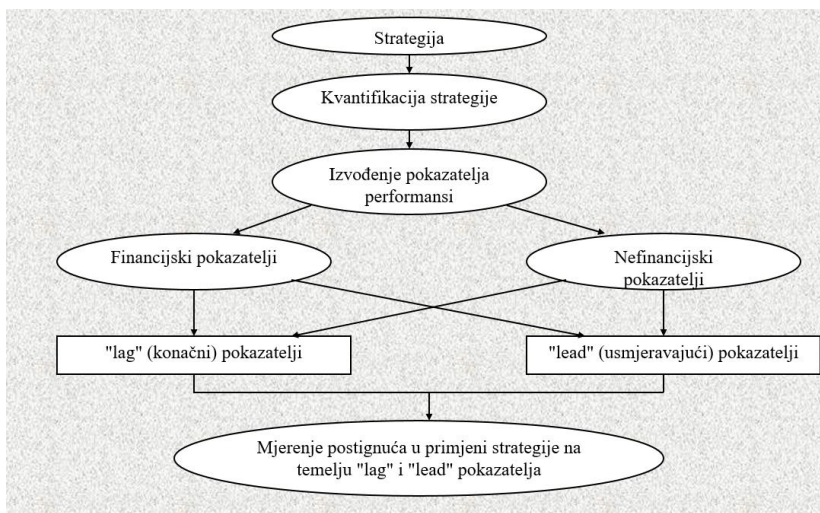 Strategija
Kvantifikacija strategije
Izvođenje pokazatelja
performansi
Financijski pokazatelji
Nefinancijski
pokazatelji
"lag" (konačni) pokazatelji
"lead" (usmjeravajući) pokazatelji
Mjerenje postignuća u primjeni strategije na
temelju "lag" i "lead" pokazatelja